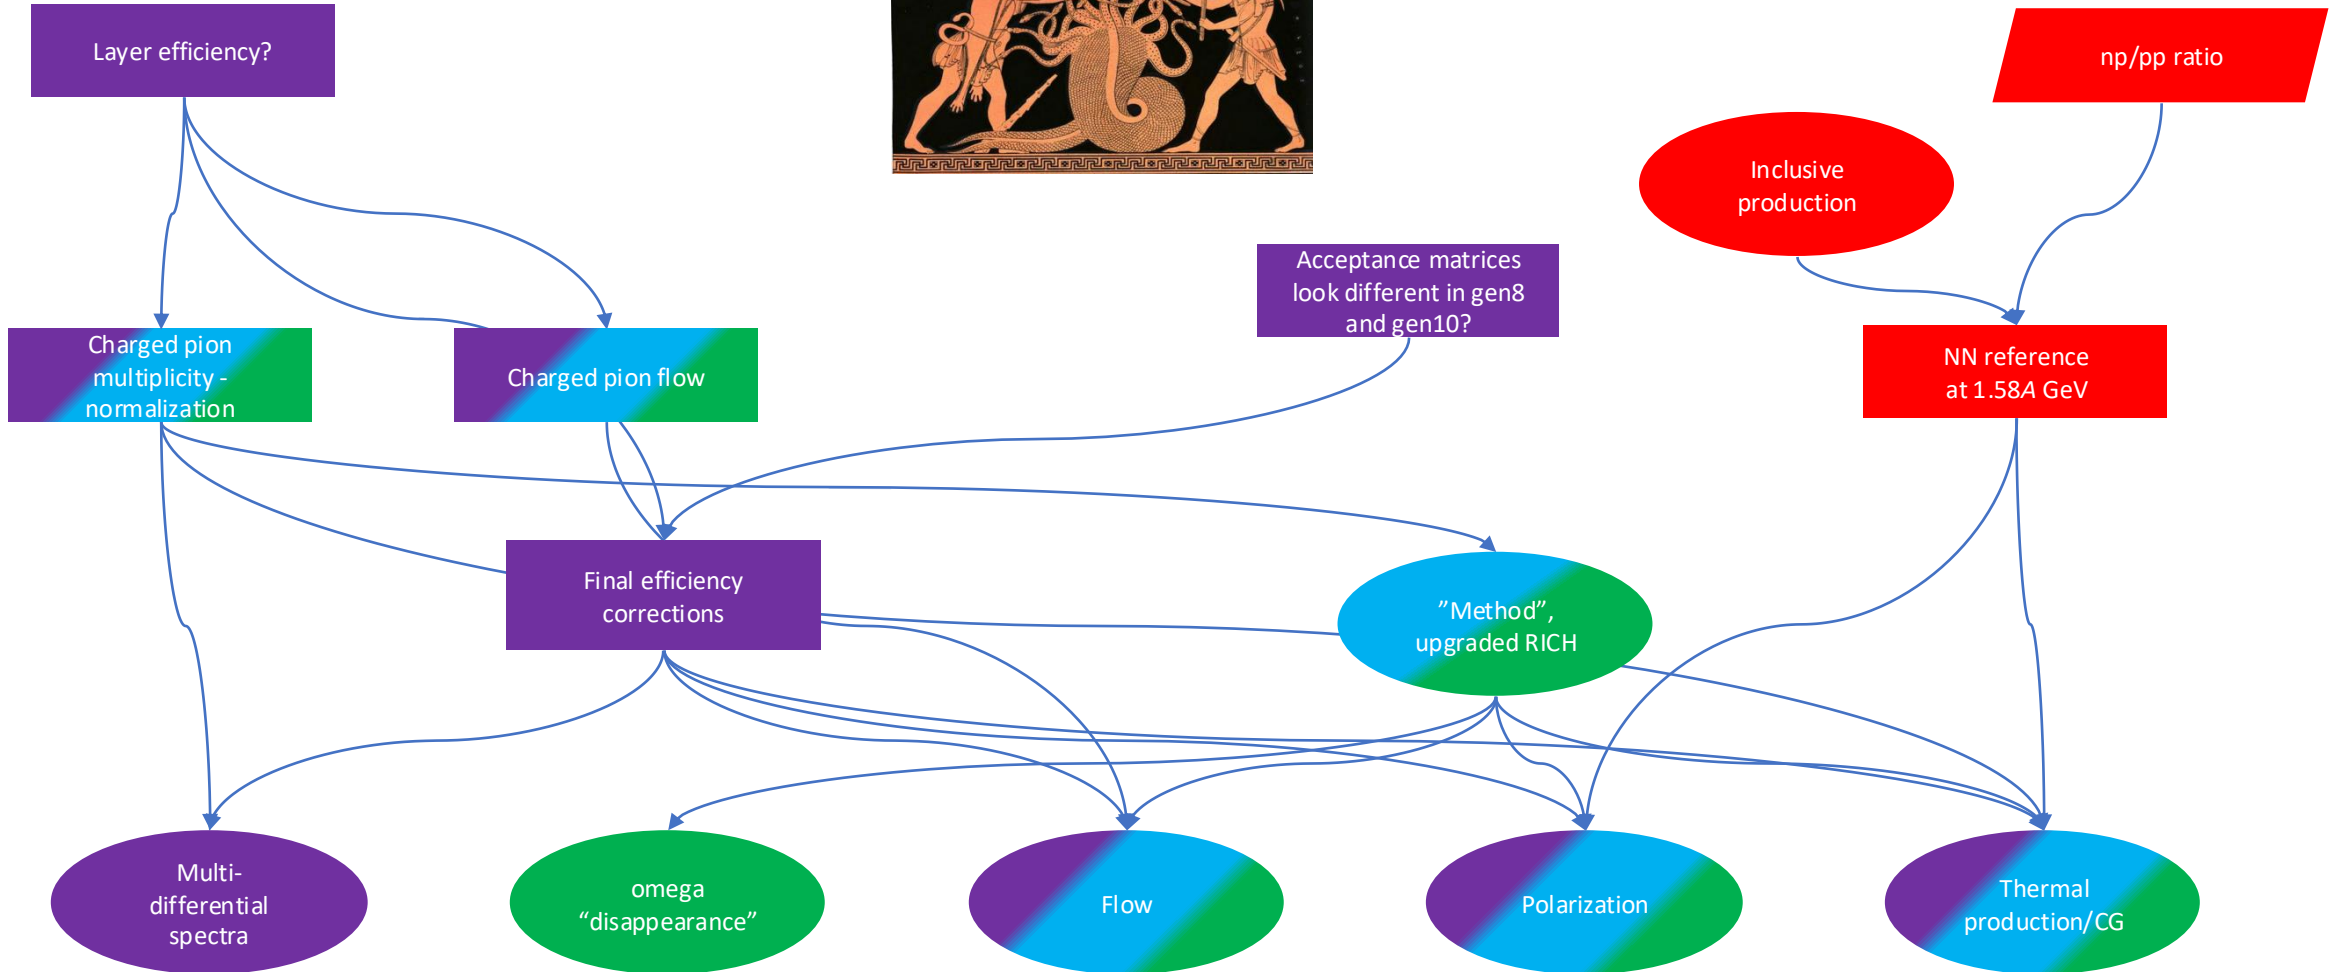 Layer efficiency?
np/pp ratio
Inclusive
production
Acceptance matrices
look different in gen8
and gen10?
Charged pion
multiplicity -
normalization
Charged pion flow
NN reference
at 1.58A GeV
Final efficiency
corrections
”Method”,
upgraded RICH
Multi-
differential
spectra
omega
“disappearance”
Flow
Polarization
Thermal
production/CG